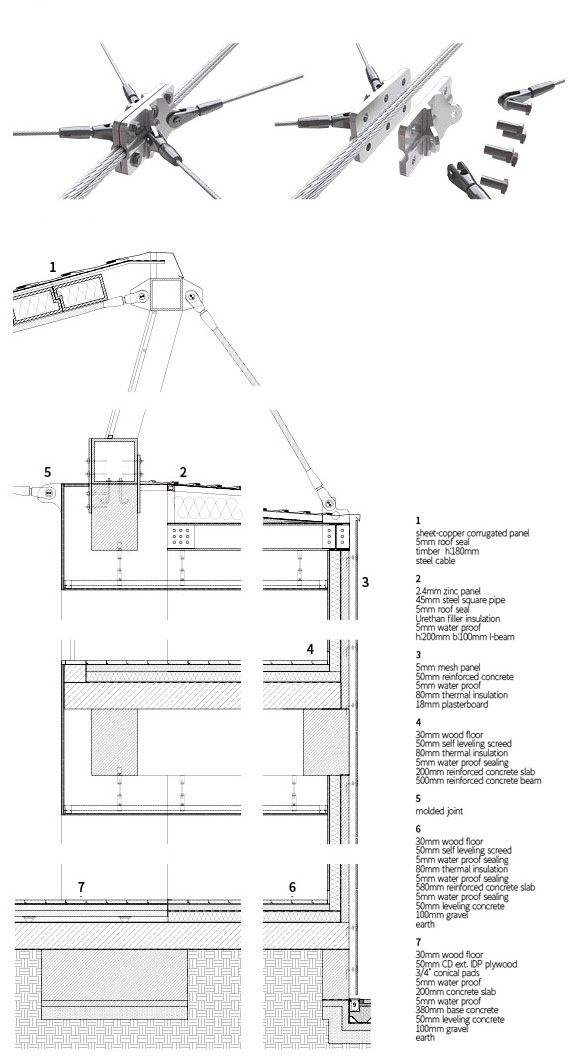 1
5
2
3
4
7
6
9
1
sheet-copper corrugated panel
5mm roof seal
timber h:180mm
steel cable
2
2.4mm zinc panel
45mm steel square pipe
5mm roof seal
Urethan filler insulation
5mm water proof
h:200mm b:100mm I-beam
3
5mm mesh panel
50mm reinforced concrete
5mm water proof
80mm thermal insulation
18mm plasterboard
4
30mm wood floor
50mm self leveling screed
80mm thermal insulation
5mm water proof sealing
200mm reinforced concrete slab
500mm reinforced concrete beam
5
molded joint
6
30mm wood floor
50mm self leveling screed
5mm water proof sealing
80mm thermal insulation
5mm water proof sealing
580mm reinforced concrete slab
5mm water proof sealing
50mm leveling concrete
100mm gravel
earth
7
30mm wood floor
50mm CD ext. IDP plywood
3/4" conical pads
5mm water proof
200mm concrete slab
5mm water proof
380mm base concrete
50mm leveling concrete
100mm gravel
earth